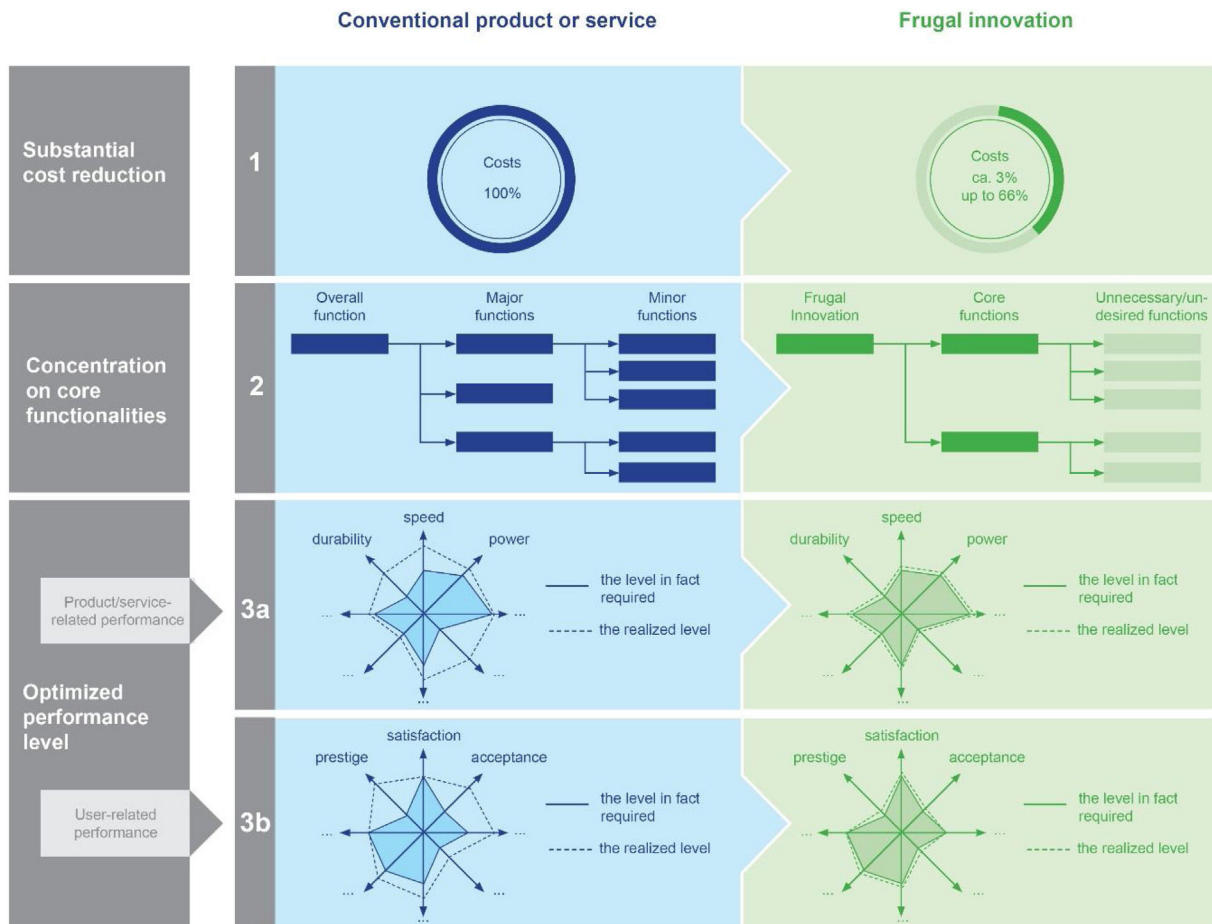 Conventional product or service
Frugal innovation
Substantial
cost reduction
1
Costs
100%
Costs
ca. 3%
up to 66%
Concentration
on core
functionalities
2
Overall
function
Major
functions
Minor
functions
Frugal
Innovation
Core
functions
Unnecessary/un-
desired functions
Optimized
performance
level
Product/service-
related performance
3a
speed
durability
power
...
...
...
...
...
the level in fact
required
the realized level
speed
durability
power
...
...
...
...
...
the level in fact
required
the realized level
User-related
performance
3b
satisfaction
prestige
acceptance
...
...
...
...
...
the level in fact
required
the realized level
satisfaction
prestige
acceptance
...
...
...
...
...
the level in fact
required
the realized level